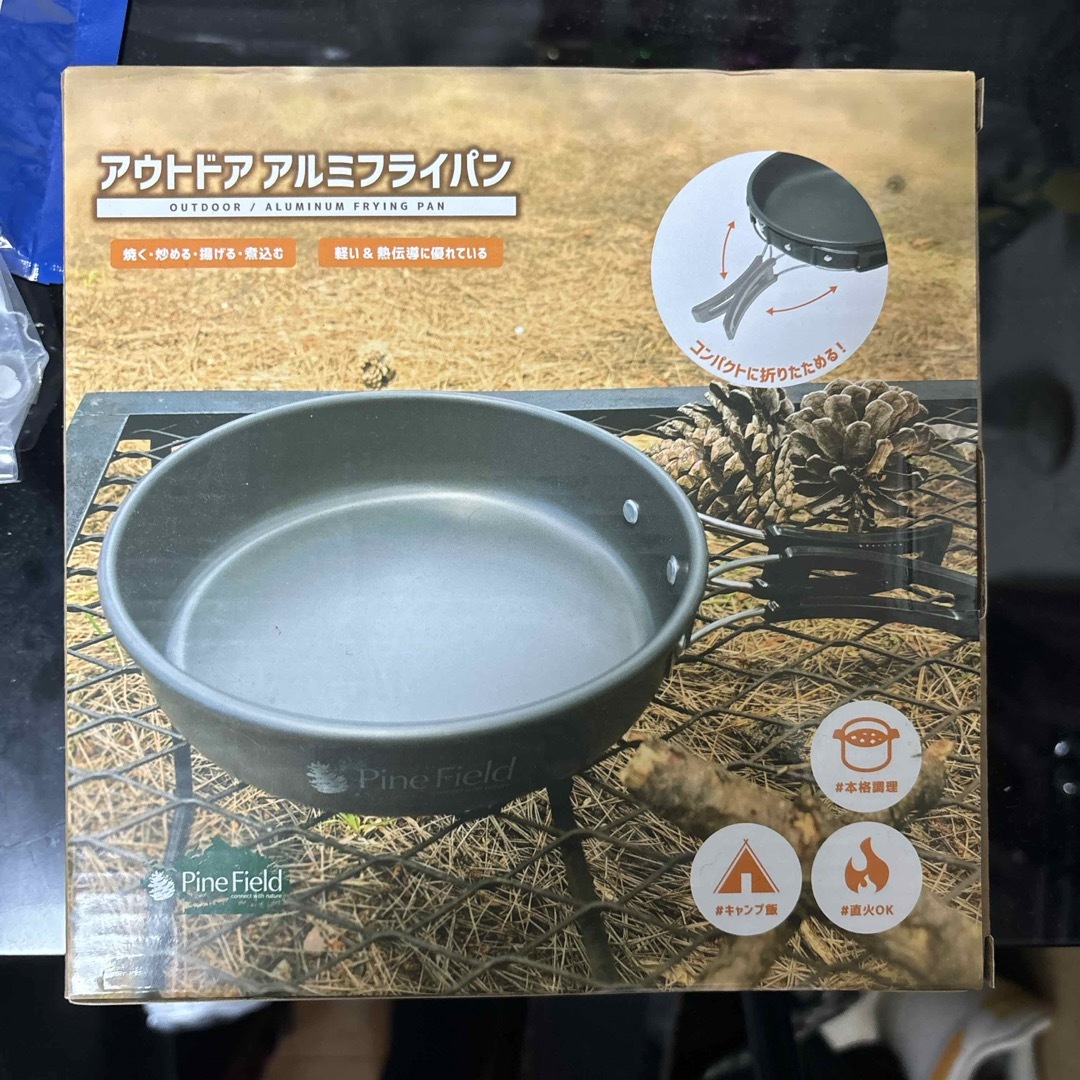 アウトドア アルミフライパン
OUTDOOR / ALUMINUM FRYING PAN
焼く・炒める・揚げる・煮込む
軽い & 熱伝導に優れている
コンパクトに折りたためる!
Pine Field
#本格調理
Pine Field
connect with nature
#キャンプ飯
#直火OK